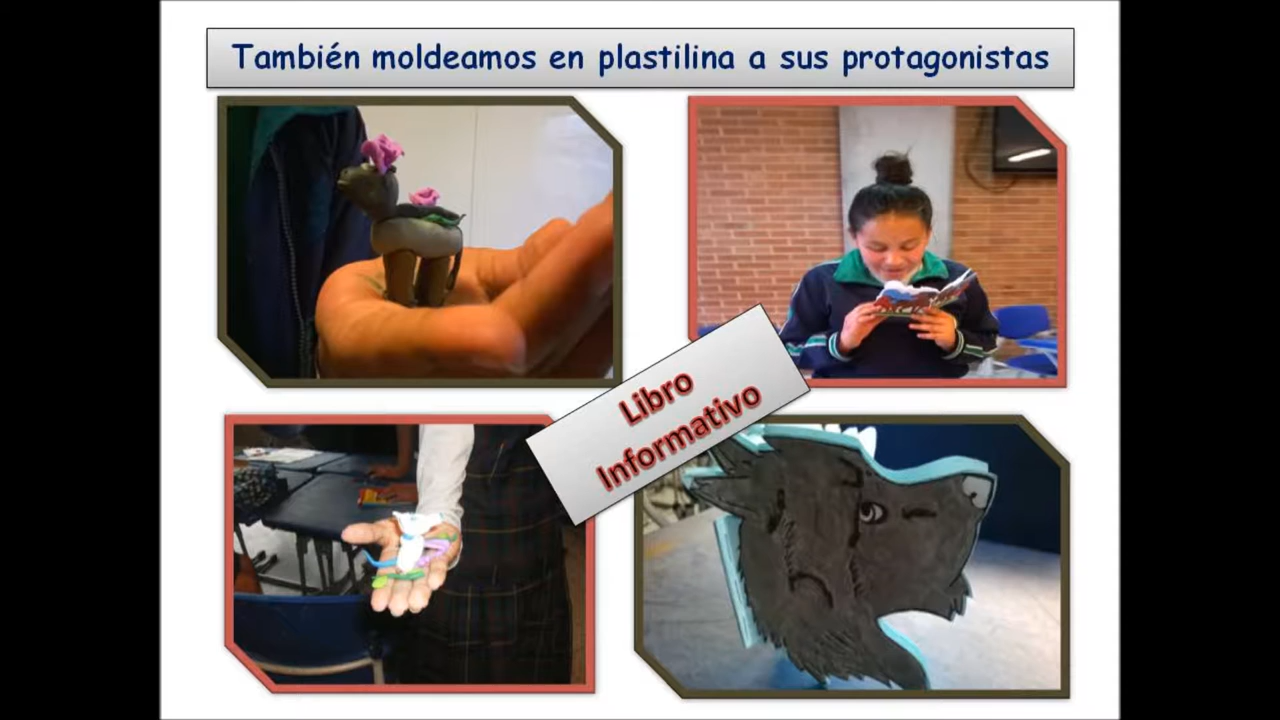 También moldeamos en plastilina a sus protagonistas
Libro
Informativo